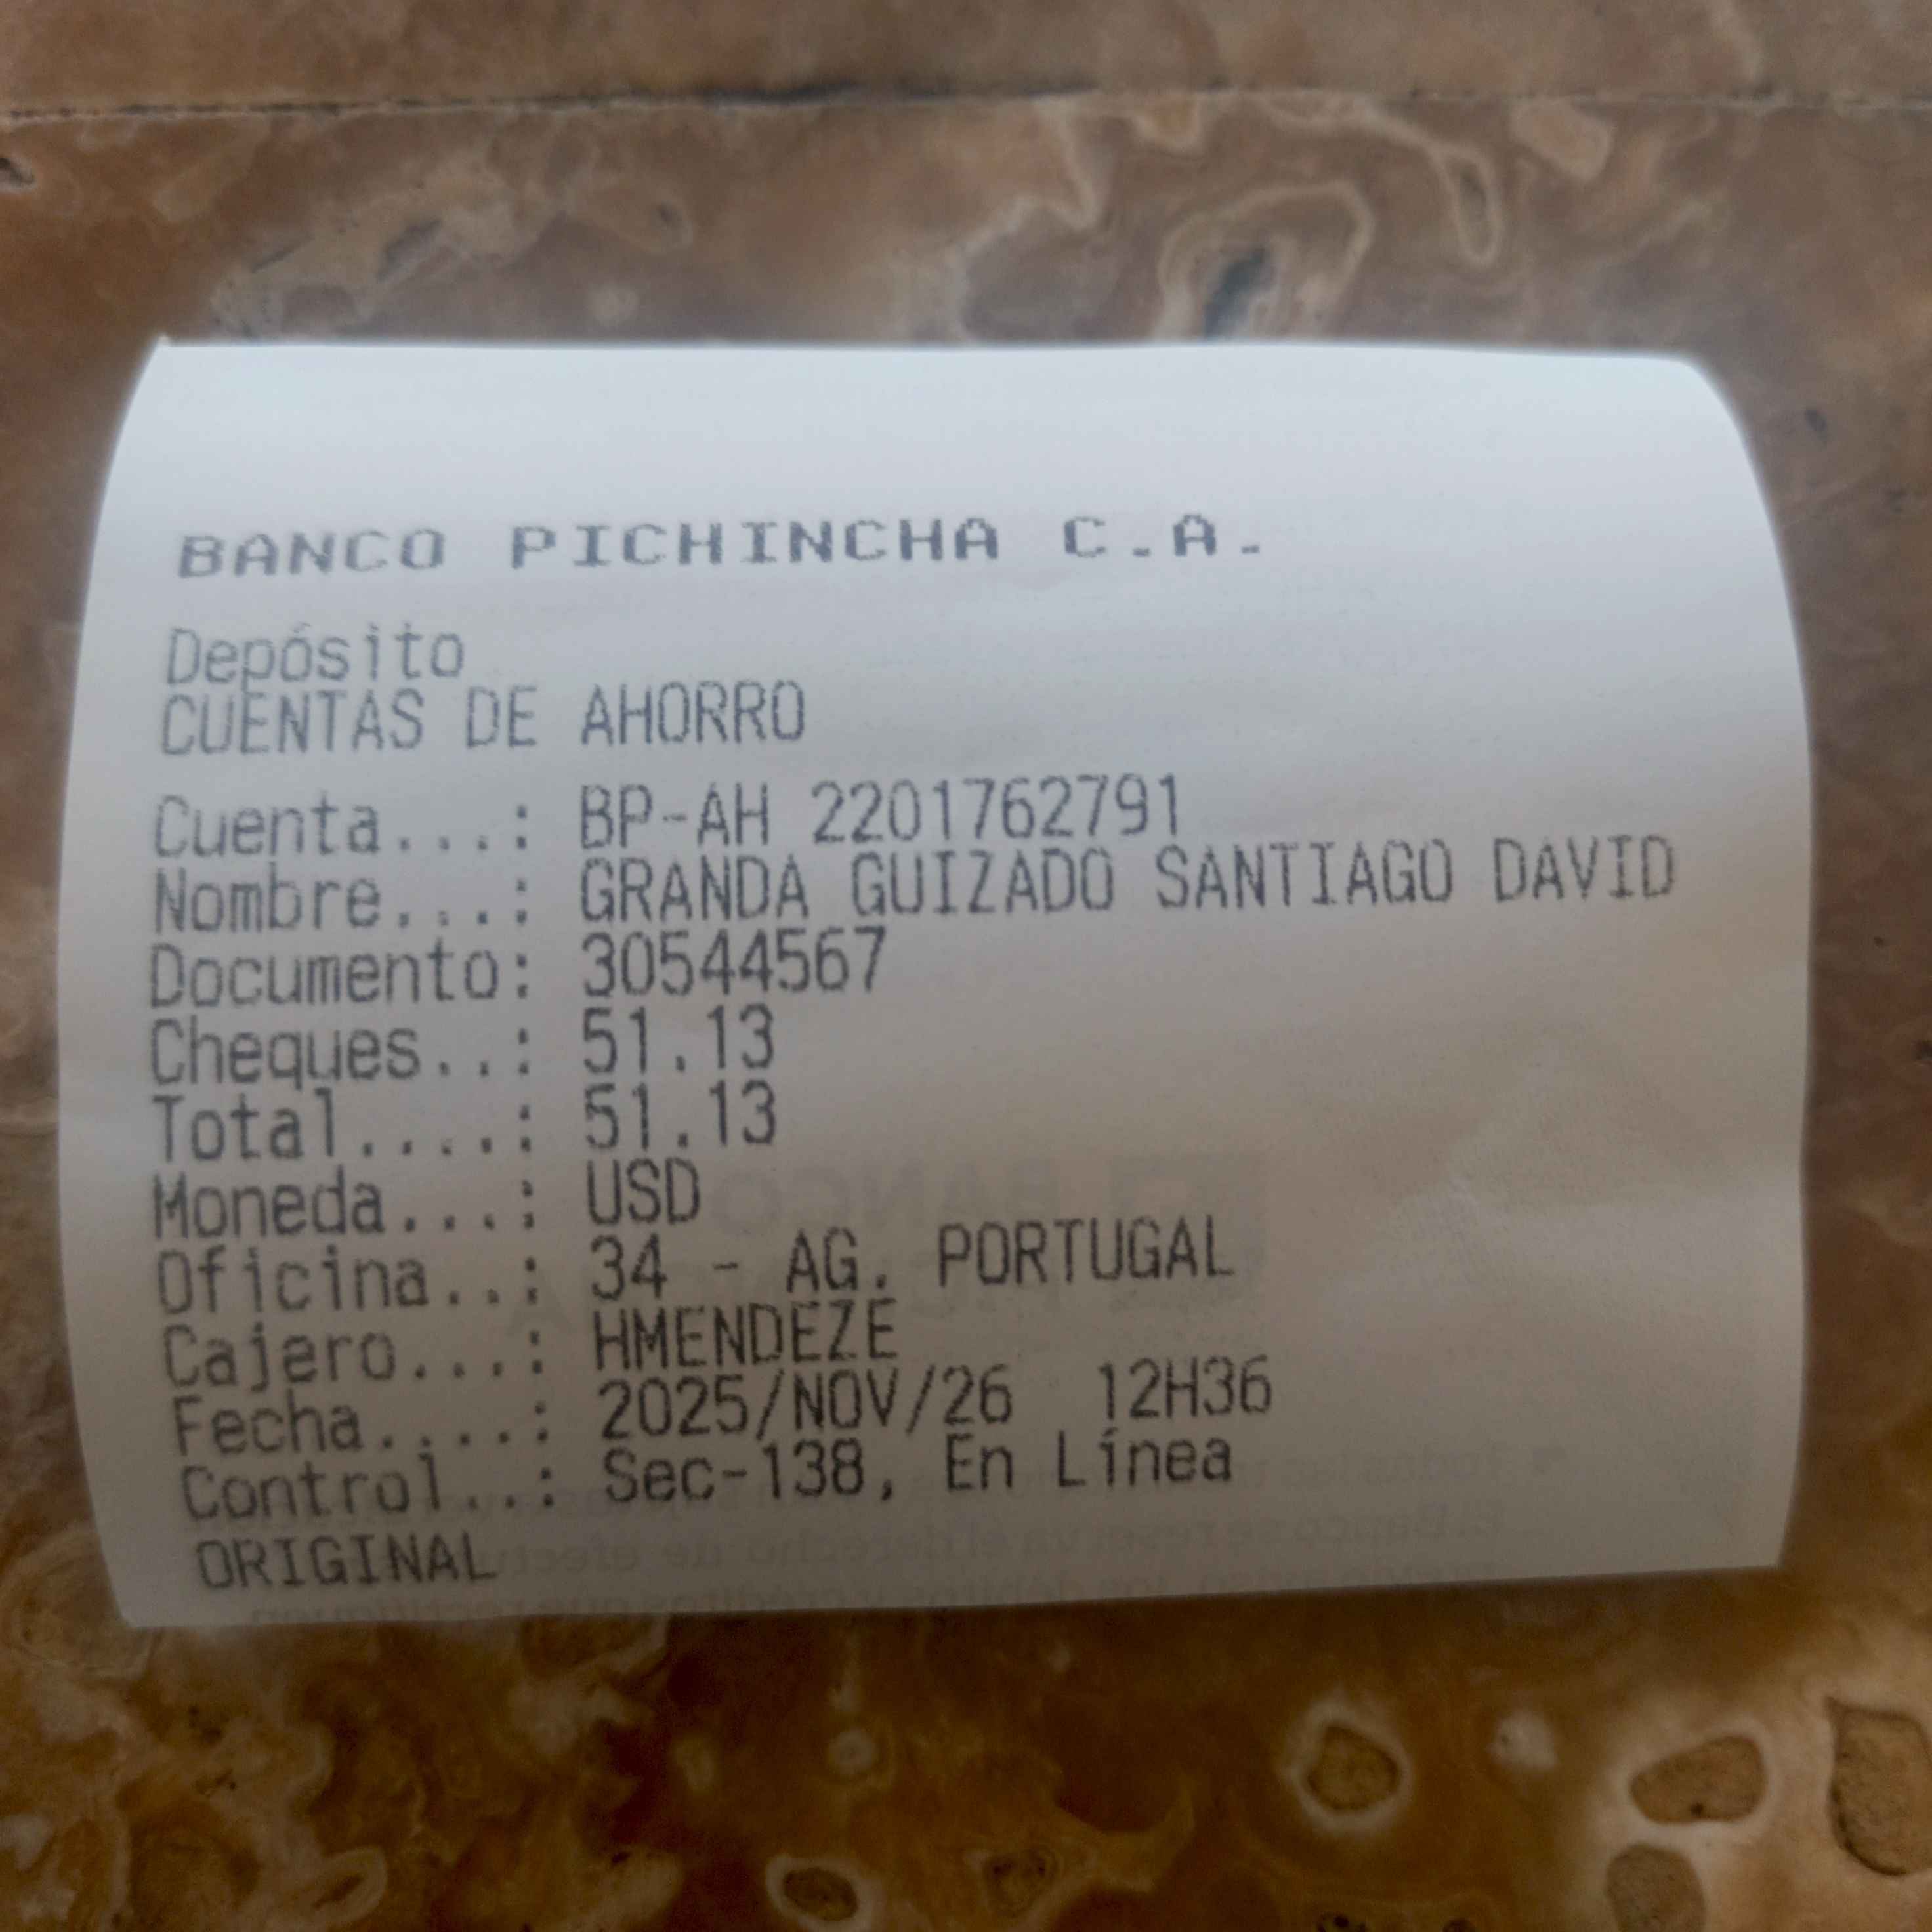 BANCO PICHINCHA C.A.
Depósito
CUENTAS DE AHORRO
Cuenta...: BP-AH 2201762791
Nombre...: GRANDA GUIZADO SANTIAGO DAVID
Documento: 30544567
Cheques..: 51.13
Total....: 51.13
Moneda...: USD
Oficina..: 34 - AG. PORTUGAL
Cajero...: HMENDEZE
Fecha....: 2025/NOV/26 12H36
Control..: Sec-138, En Línea
ORIGINAL